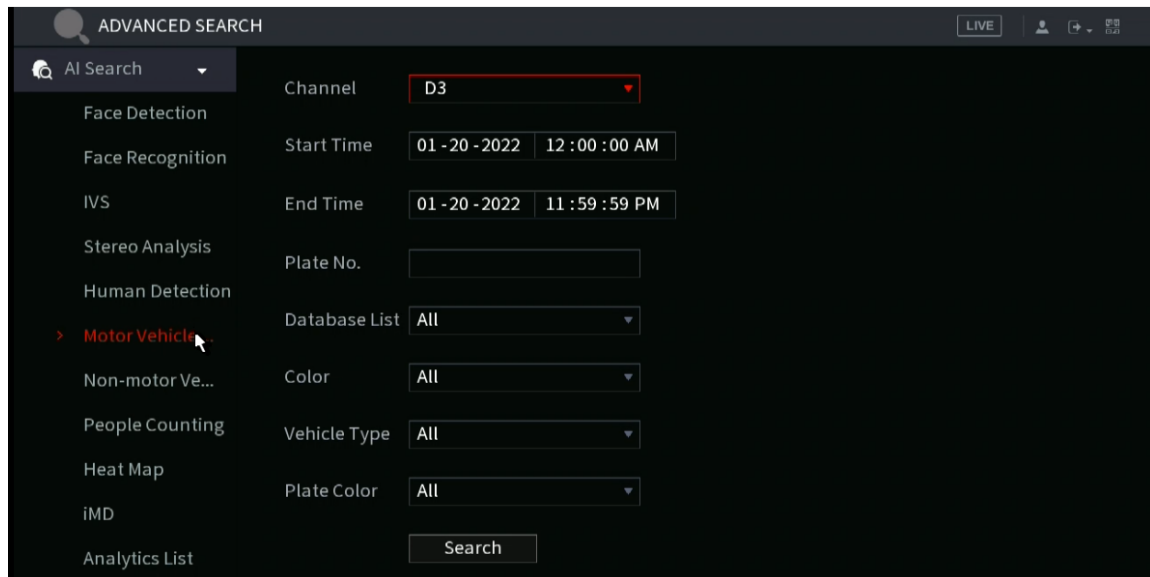 ADVANCED SEARCH
LIVE
AI Search
Face Detection
Face Recognition
IVS
Stereo Analysis
Human Detection
> Motor Vehicle...
Non-motor Ve...
People Counting
Heat Map
iMD
Analytics List
Channel D3
Start Time 01 - 20 - 2022 12 : 00 : 00 AM
End Time 01 - 20 - 2022 11 : 59 : 59 PM
Plate No.
Database List All
Color All
Vehicle Type All
Plate Color All
Search